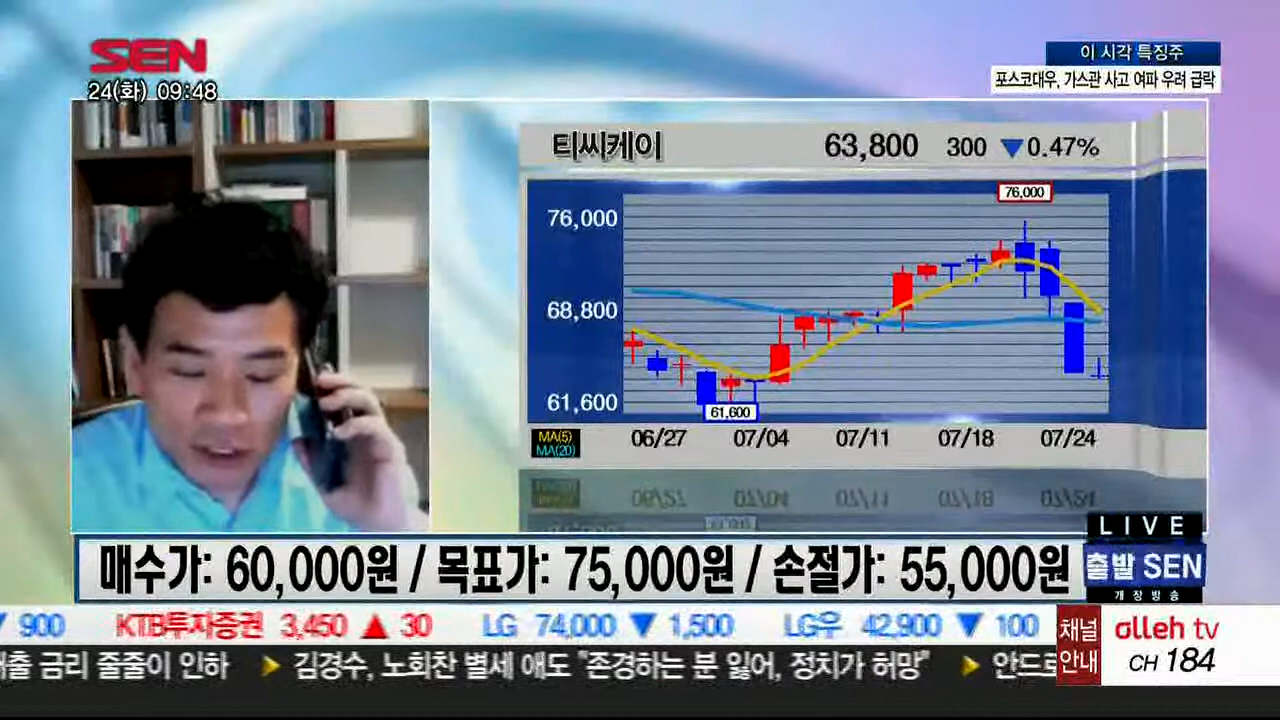 SEN
24(화) 09:48
이 시각 특징주
포스코대우, 가스관 사고 여파 우려 급락
티씨케이 63,800 300 ▼0.47%
76,000
76,000
68,800
61,600
61,600
MA(5)
MA(20)
06/27 07/04 07/11 07/18 07/24
매수가: 60,000원 / 목표가: 75,000원 / 손절가: 55,000원
LIVE
출발 SEN
개장방송
▼ 900 KTB투자증권 3,450 ▲ 30 LG 74,000 ▼ 1,500 LG우 42,900 ▼ 100
금리 줄줄이 인하 ▶ 김경수, 노회찬 별세 애도 "존경하는 분 잃어, 정치가 허망" ▶
채널
안내
olleh tv
CH 184